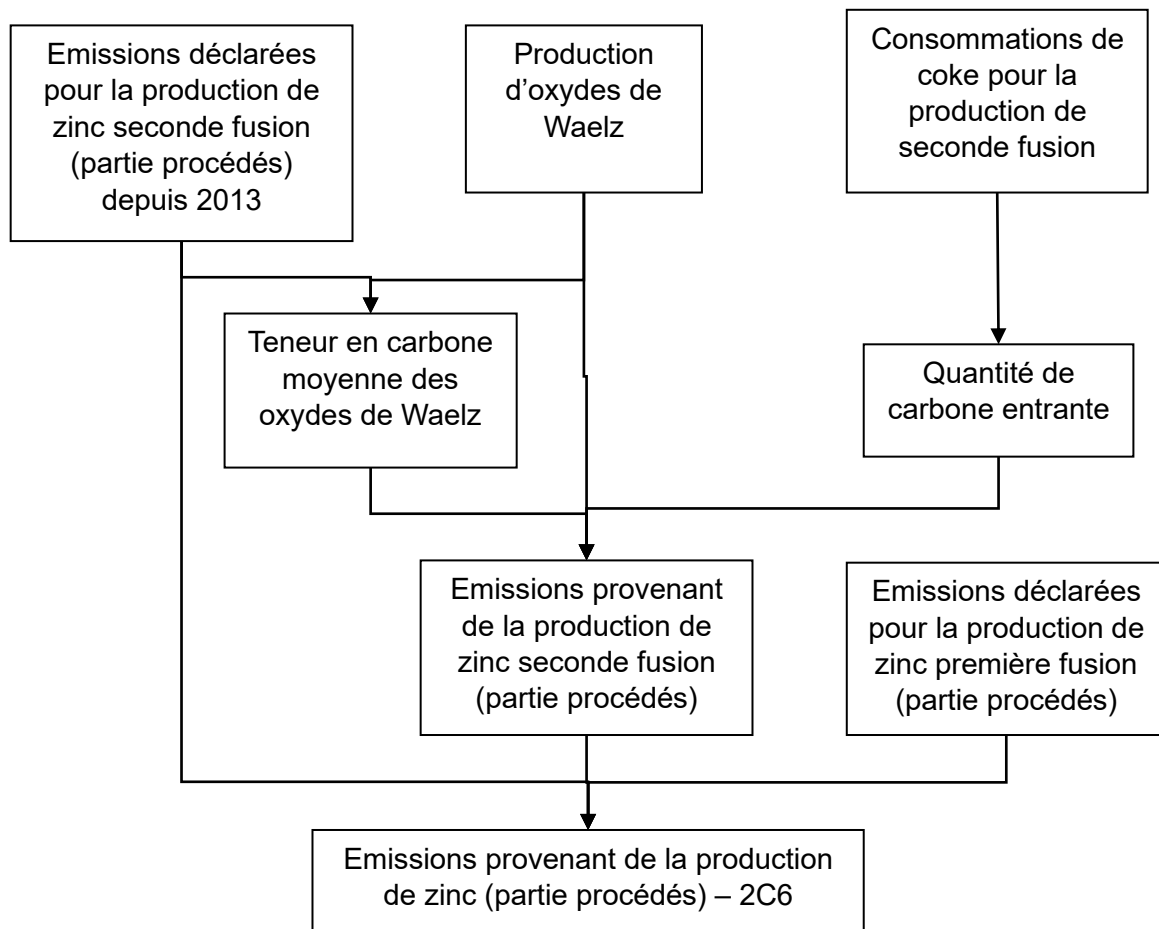 Emissions déclarées
pour la production de
zinc seconde fusion
(partie procédés)
depuis 2013
Production
d’oxydes de
Waelz
Consommations de
coke pour la
production de
seconde fusion
Teneur en carbone
moyenne des
oxydes de Waelz
Quantité de
carbone entrante
Emissions provenant
de la production de
zinc seconde fusion
(partie procédés)
Emissions déclarées
pour la production de
zinc première fusion
(partie procédés)
Emissions provenant de la production
de zinc (partie procédés) – 2C6